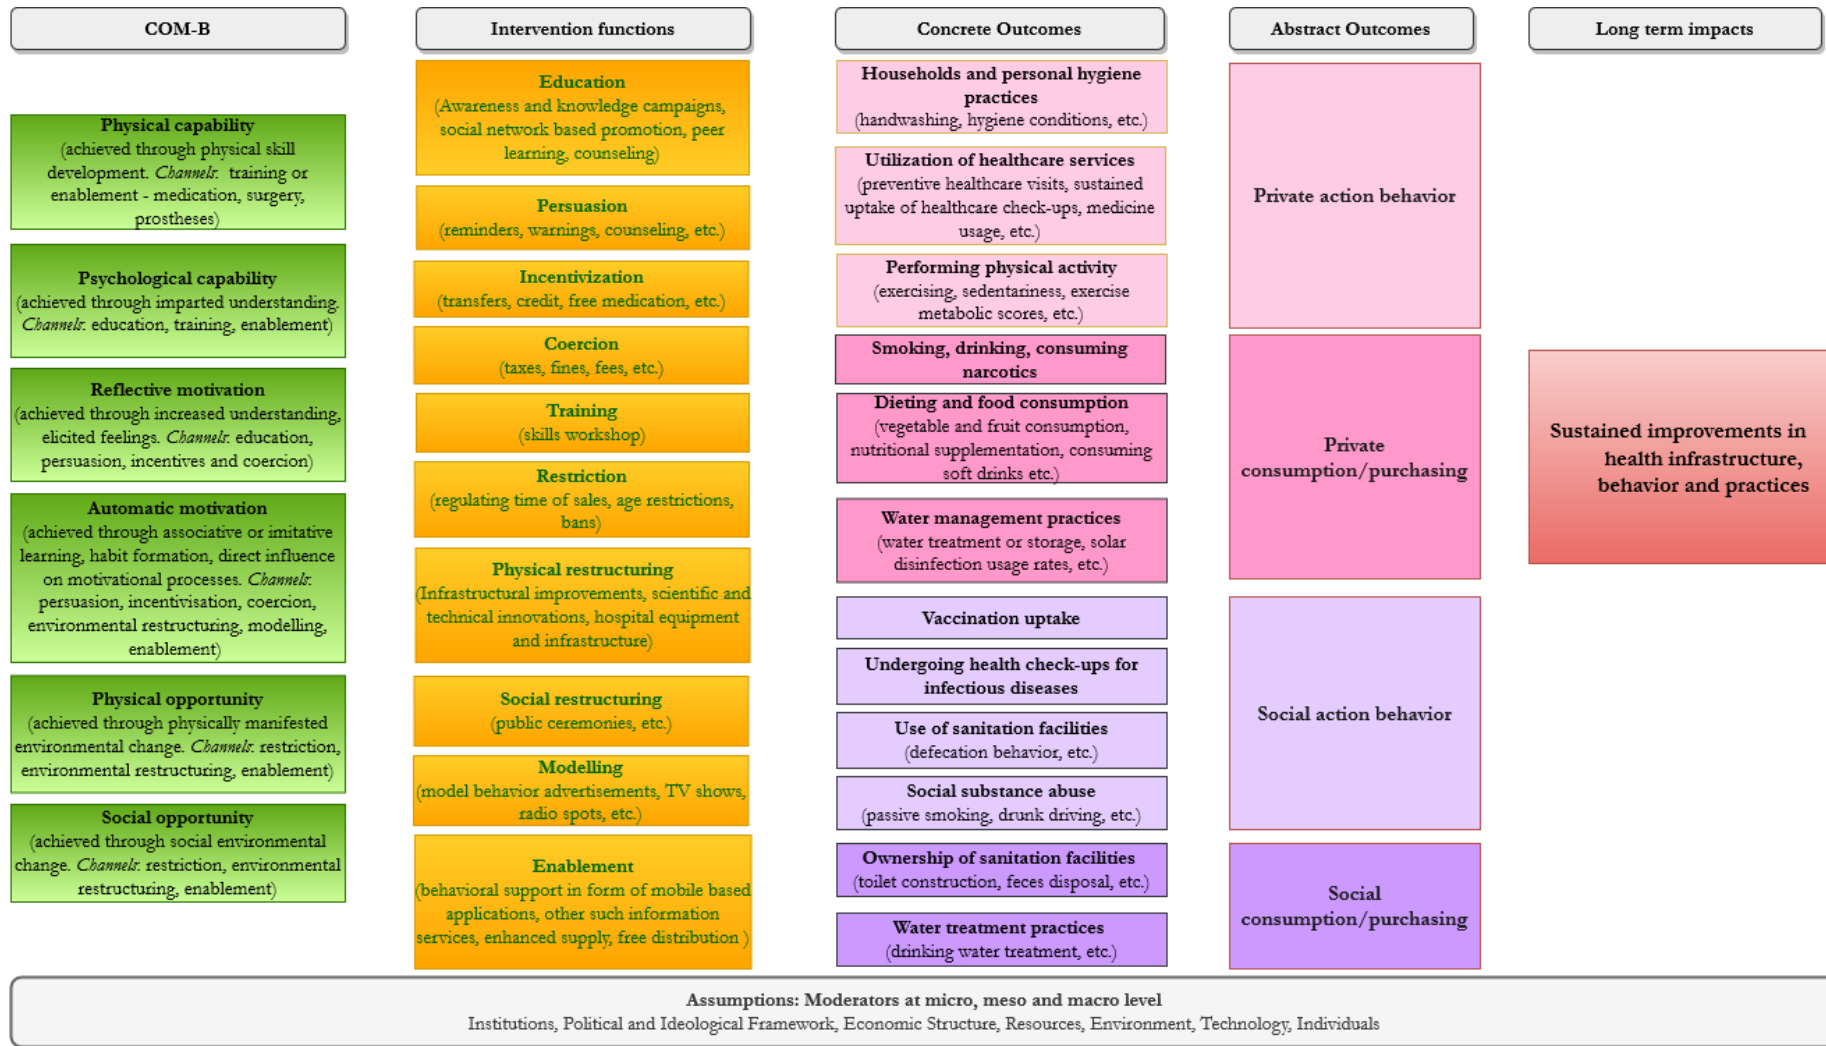 COM-B
Physical capability
(achieved through physical skill
development. Channels:  training or
enablement - medication, surgery,
prostheses)
Psychological capability
(achieved through imparted understanding.
Channels: education, training, enablement)
Reflective motivation
(achieved through increased understanding,
elicited feelings. Channels: education,
persuasion, incentives and coercion)
Automatic motivation
(achieved through associative or imitative
learning, habit formation, direct influence
on motivational processes. Channels:
persuasion, incentivisation, coercion,
environmental restructuring, modelling,
enablement)
Physical opportunity
(achieved through physically manifested
environmental change. Channels: restriction,
environmental restructuring, enablement)
Social opportunity
(achieved through social environmental
change. Channels: restriction, environmental
restructuring, enablement)
Intervention functions
Education
(Awareness and knowledge campaigns,
social network based promotion, peer
learning, counseling)
Persuasion
(reminders, warnings, counseling, etc.)
Incentivization
(transfers, credit, free medication, etc.)
Coercion
(taxes, fines, fees, etc.)
Training
(skills workshop)
Restriction
(regulating time of sales, age restrictions,
bans)
Physical restructuring
(Infrastructural improvements, scientific and
technical innovations, hospital equipment
and infrastructure)
Social restructuring
(public ceremonies, etc.)
Modelling
(model behavior advertisements, TV shows,
radio spots, etc.)
Enablement
(behavioral support in form of mobile based
applications, other such information
services, enhanced supply, free distribution )
Concrete Outcomes
Households and personal hygiene
practices
(handwashing, hygiene conditions, etc.)
Utilization of healthcare services
(preventive healthcare visits, sustained
uptake of healthcare check-ups, medicine
usage, etc.)
Performing physical activity
(exercising, sedentariness, exercise
metabolic scores, etc.)
Smoking, drinking, consuming
narcotics
Dieting and food consumption
(vegetable and fruit consumption,
nutritional supplementation, consuming
soft drinks etc.)
Water management practices
(water treatment or storage, solar
disinfection usage rates, etc.)
Vaccination uptake
Undergoing health check-ups for
infectious diseases
Use of sanitation facilities
(defecation behavior, etc.)
Social substance abuse
(passive smoking, drunk driving, etc.)
Ownership of sanitation facilities
(toilet construction, feces disposal, etc.)
Water treatment practices
(drinking water treatment, etc.)
Abstract Outcomes
Private action behavior
Private
consumption/purchasing
Social action behavior
Social
consumption/purchasing
Long term impacts
Sustained improvements in
health infrastructure,
behavior and practices
Assumptions: Moderators at micro, meso and macro level
Institutions, Political and Ideological Framework, Economic Structure, Resources, Environment, Technology, Individuals